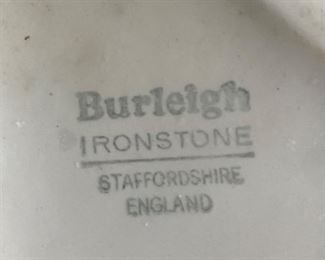 Burleigh
IRONSTONE
STAFFORDSHIRE
ENGLAND